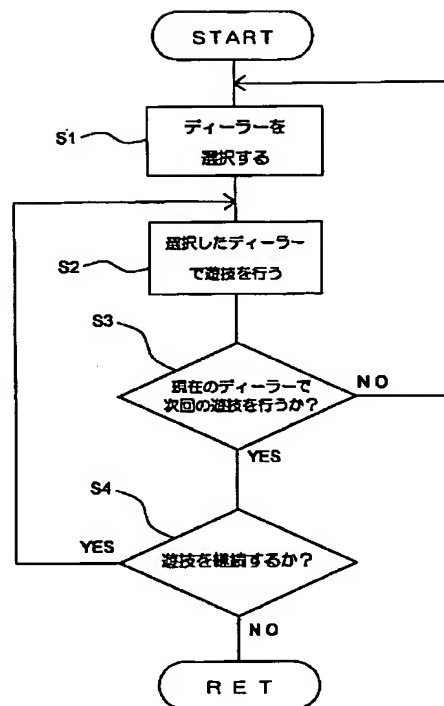 START
S1
ディーラーを
選択する
選択したディーラー
で遊技を行う
S2
S3
現在のディーラーで
次回の遊技を行うか?
NO
YES
S4
YES
遊技を継続するか?
NO
RET